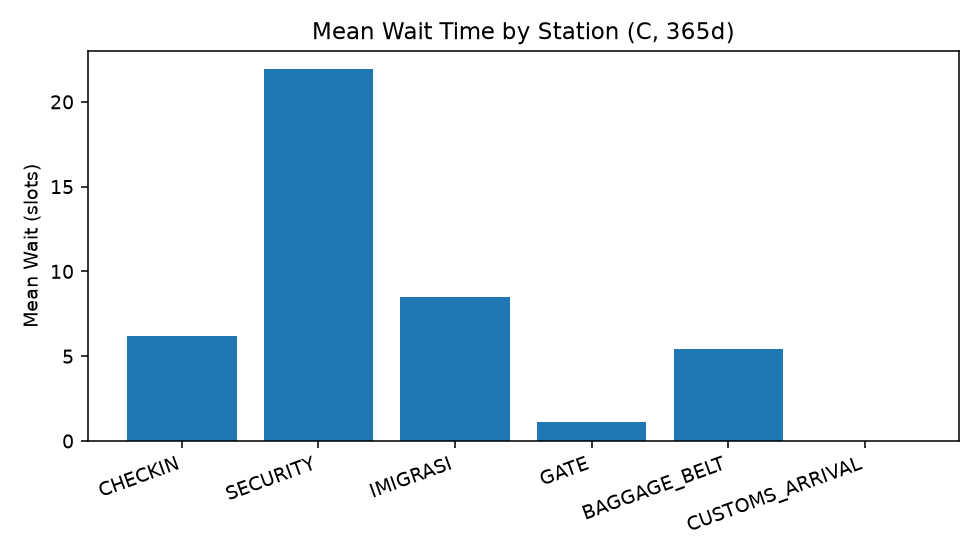 Mean Wait Time by Station (C, 365d)
Mean Wait (slots)
20
15
10
5
0
CHECKIN
SECURITY
IMIGRASI
GATE
BAGGAGE_BELT
CUSTOMS_ARRIVAL